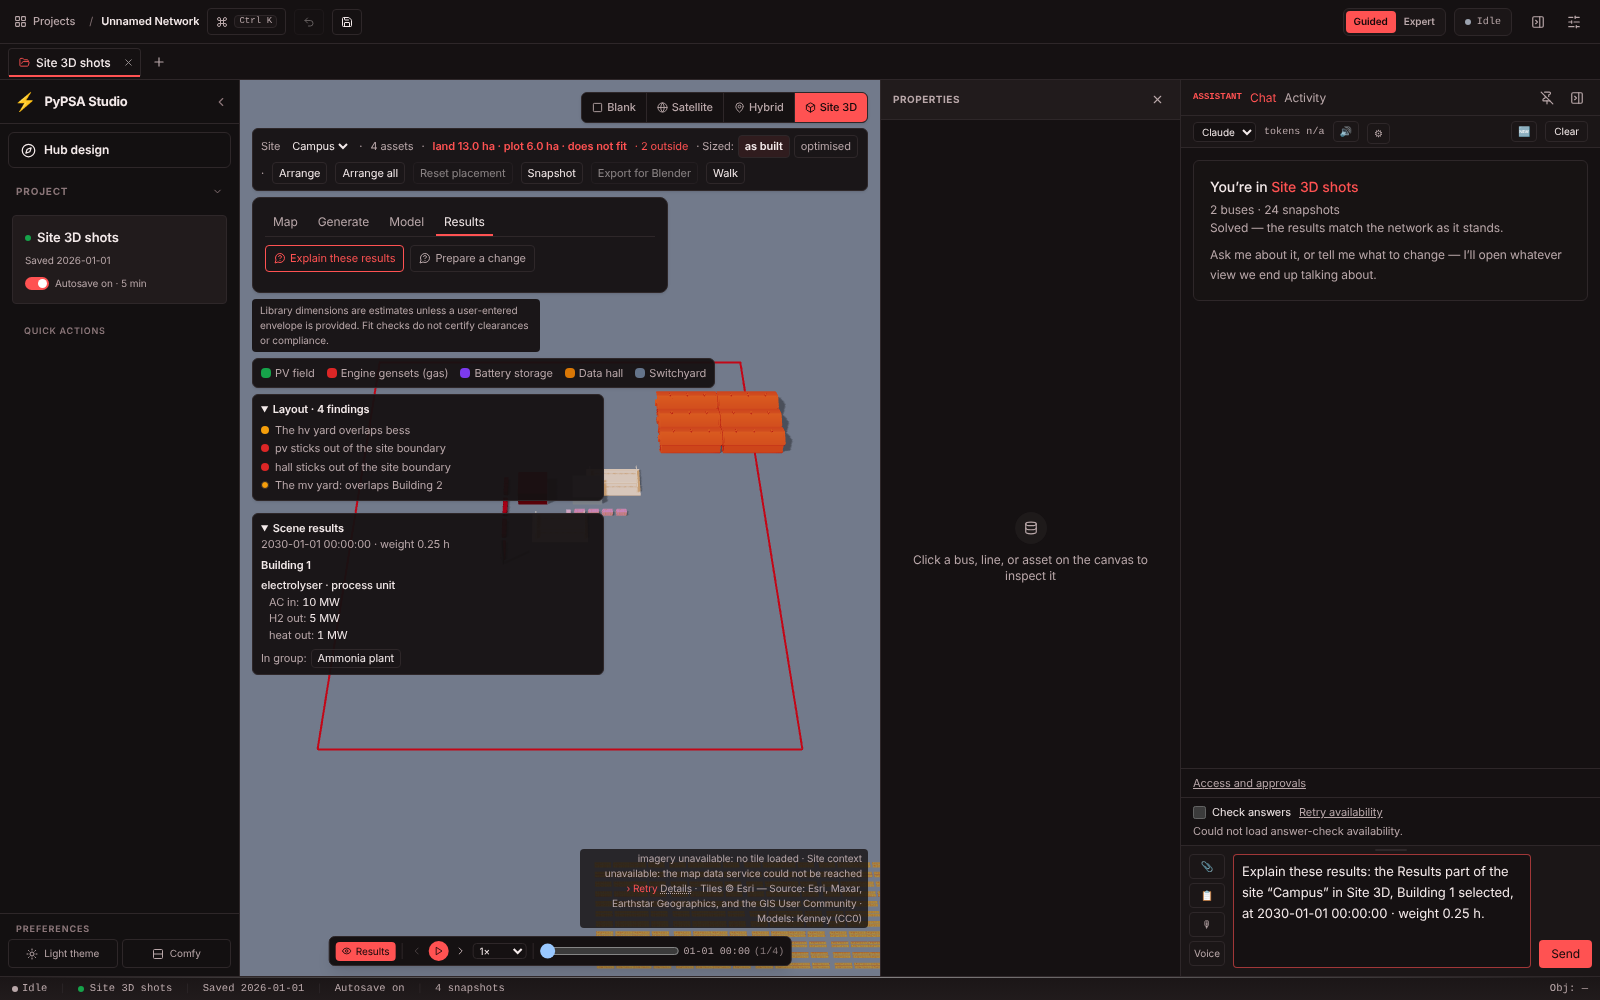 Projects / Unnamed Network ⌘ Ctrl K
Guided Expert Idle
Site 3D shots × +
PyPSA Studio
Hub design
PROJECT
Site 3D shots
Saved 2026-01-01
Autosave on · 5 min
QUICK ACTIONS
PREFERENCES
Light theme Comfy
Blank Satellite Hybrid Site 3D
Site Campus · 4 assets · land 13.0 ha · plot 6.0 ha · does not fit · 2 outside · Sized: as built optimised
· Arrange Arrange all Reset placement Snapshot Export for Blender Walk
Map Generate Model Results
Explain these results Prepare a change
Library dimensions are estimates unless a user-entered
envelope is provided. Fit checks do not certify clearances
or compliance.
PV field Engine gensets (gas) Battery storage Data hall Switchyard
▼ Layout · 4 findings
The hv yard overlaps bess
pv sticks out of the site boundary
hall sticks out of the site boundary
The mv yard: overlaps Building 2
▼ Scene results
2030-01-01 00:00:00 · weight 0.25 h
Building 1
electrolyser · process unit
AC in: 10 MW
H2 out: 5 MW
heat out: 1 MW
In group: Ammonia plant
imagery unavailable: no tile loaded · Site context
unavailable: the map data service could not be reached
› Retry Details · Tiles © Esri — Source: Esri, Maxar,
Earthstar Geographics, and the GIS User Community ·
Models: Kenney (CC0)
Results 1× 01-01 00:00 (1/4)
PROPERTIES
Click a bus, line, or asset on the canvas to
inspect it
ASSISTANT Chat Activity
Claude tokens n/a Clear
You’re in Site 3D shots
2 buses · 24 snapshots
Solved — the results match the network as it stands.
Ask me about it, or tell me what to change — I’ll open whatever
view we end up talking about.
Access and approvals
Check answers Retry availability
Could not load answer-check availability.
Explain these results: the Results part of the
site “Campus” in Site 3D, Building 1 selected,
at 2030-01-01 00:00:00 · weight 0.25 h.
Voice
Send
Idle Site 3D shots Saved 2026-01-01 Autosave on 4 snapshots Obj: —